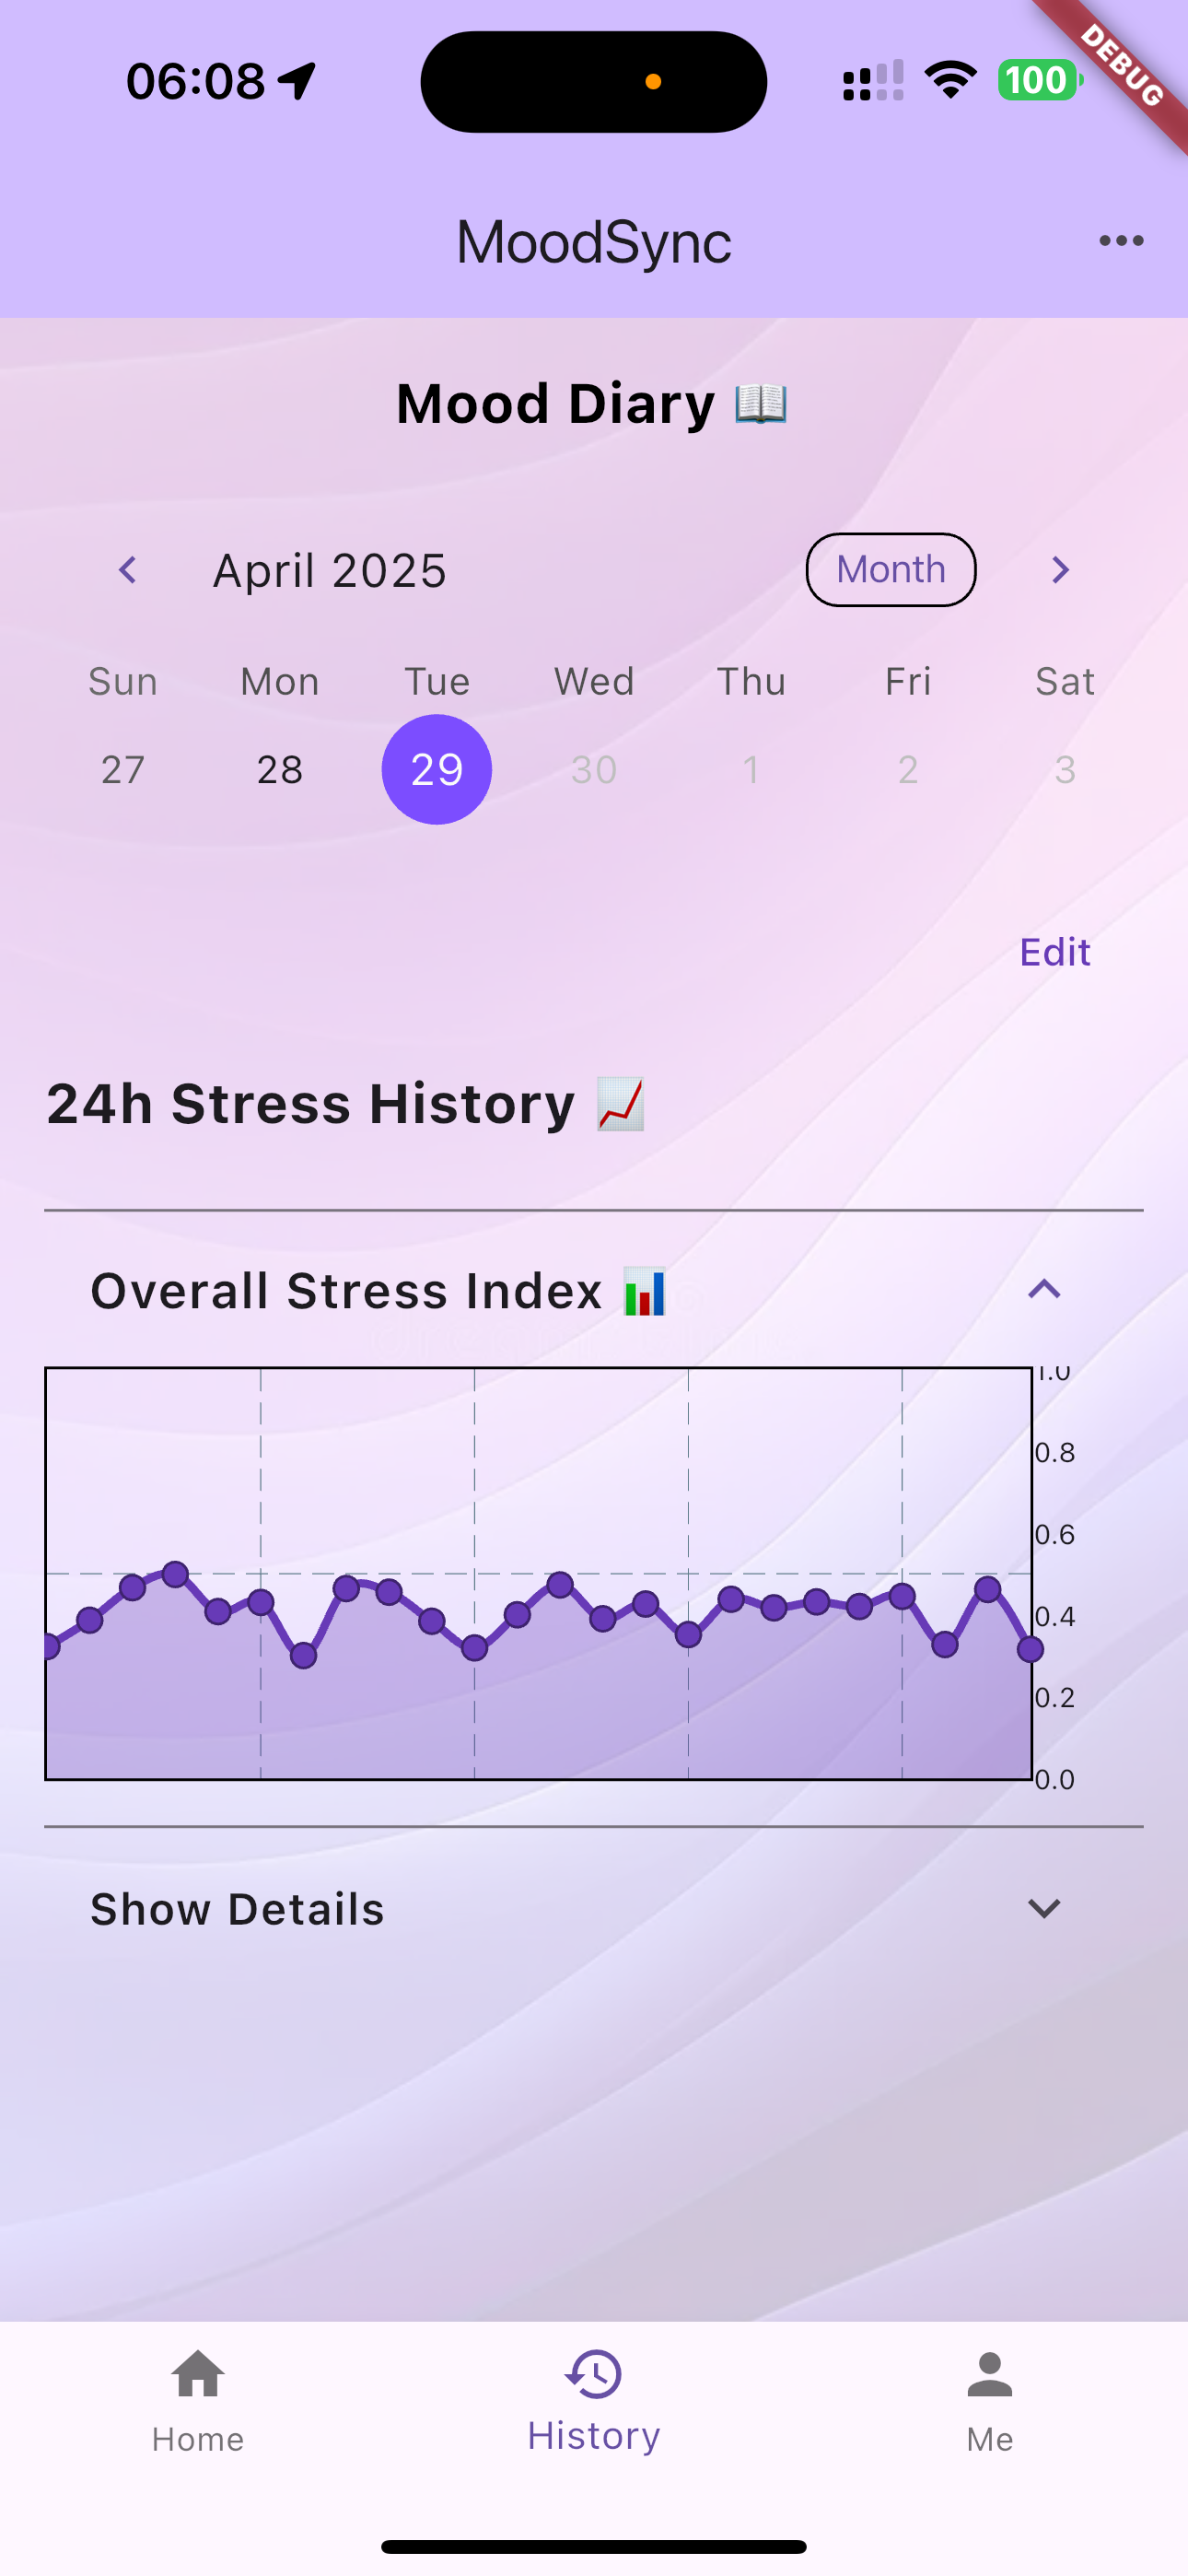 06:08
100
DEBUG
MoodSync
Mood Diary 📖
April 2025
Month
Sun Mon Tue Wed Thu Fri Sat
27 28 29 30 1 2 3
Edit
24h Stress History 📈
Overall Stress Index 📊
1.0
0.8
0.6
0.4
0.2
0.0
Show Details
Home History Me